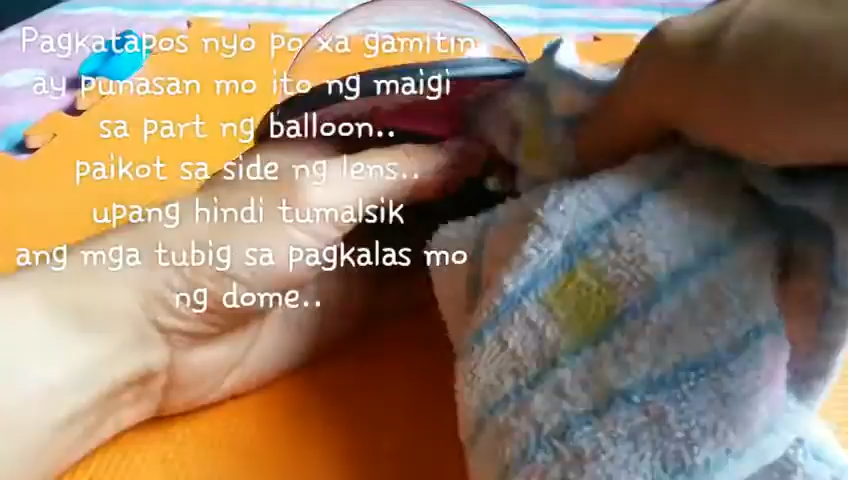 Pagkatapos nyo po xa gamitin
ay punasan mo ito ng maigi
sa part ng balloon..
paikot sa side ng lens..
upang hindi tumalsik
ang mga tubig sa pagkalas mo
ng dome..